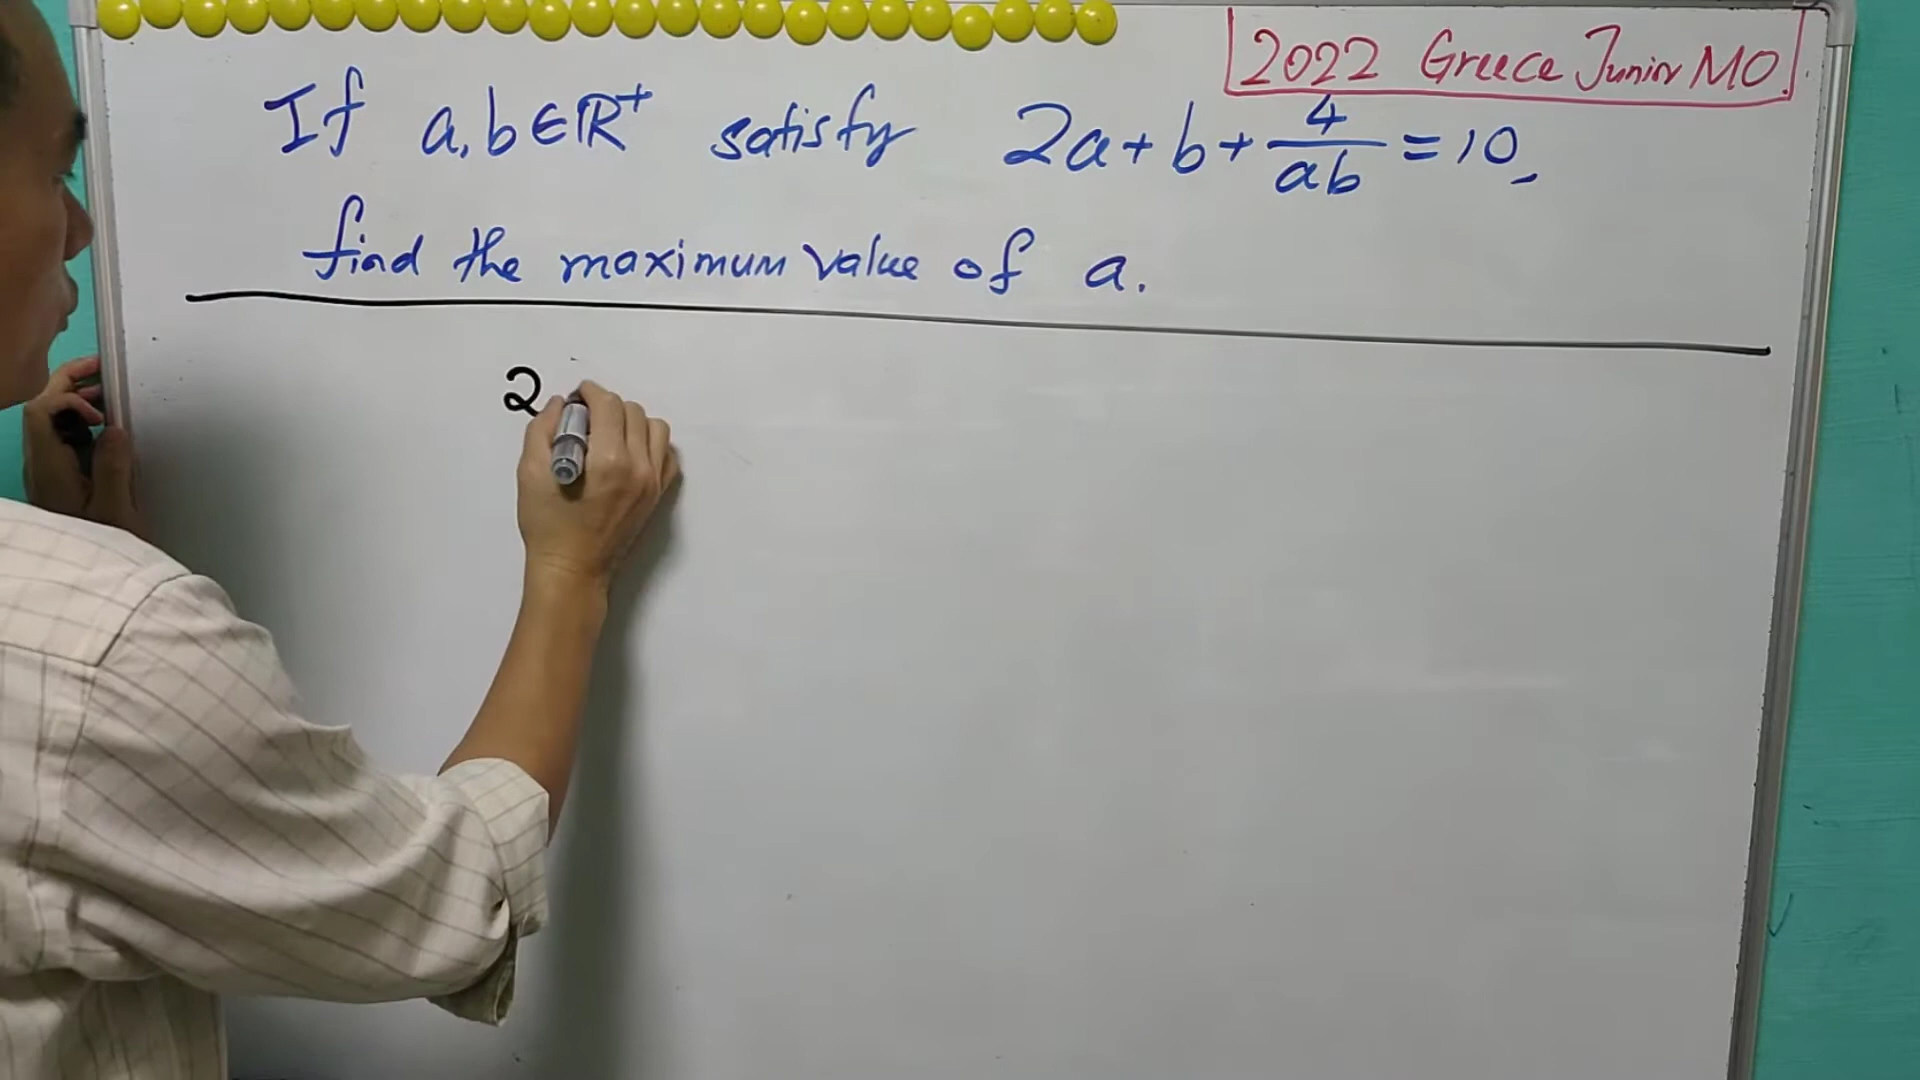 2022 Greece Junior MO.
If a,b∈ℝ⁺ satisfy 2a+b+4/ab=10,
find the maximum value of a.
2